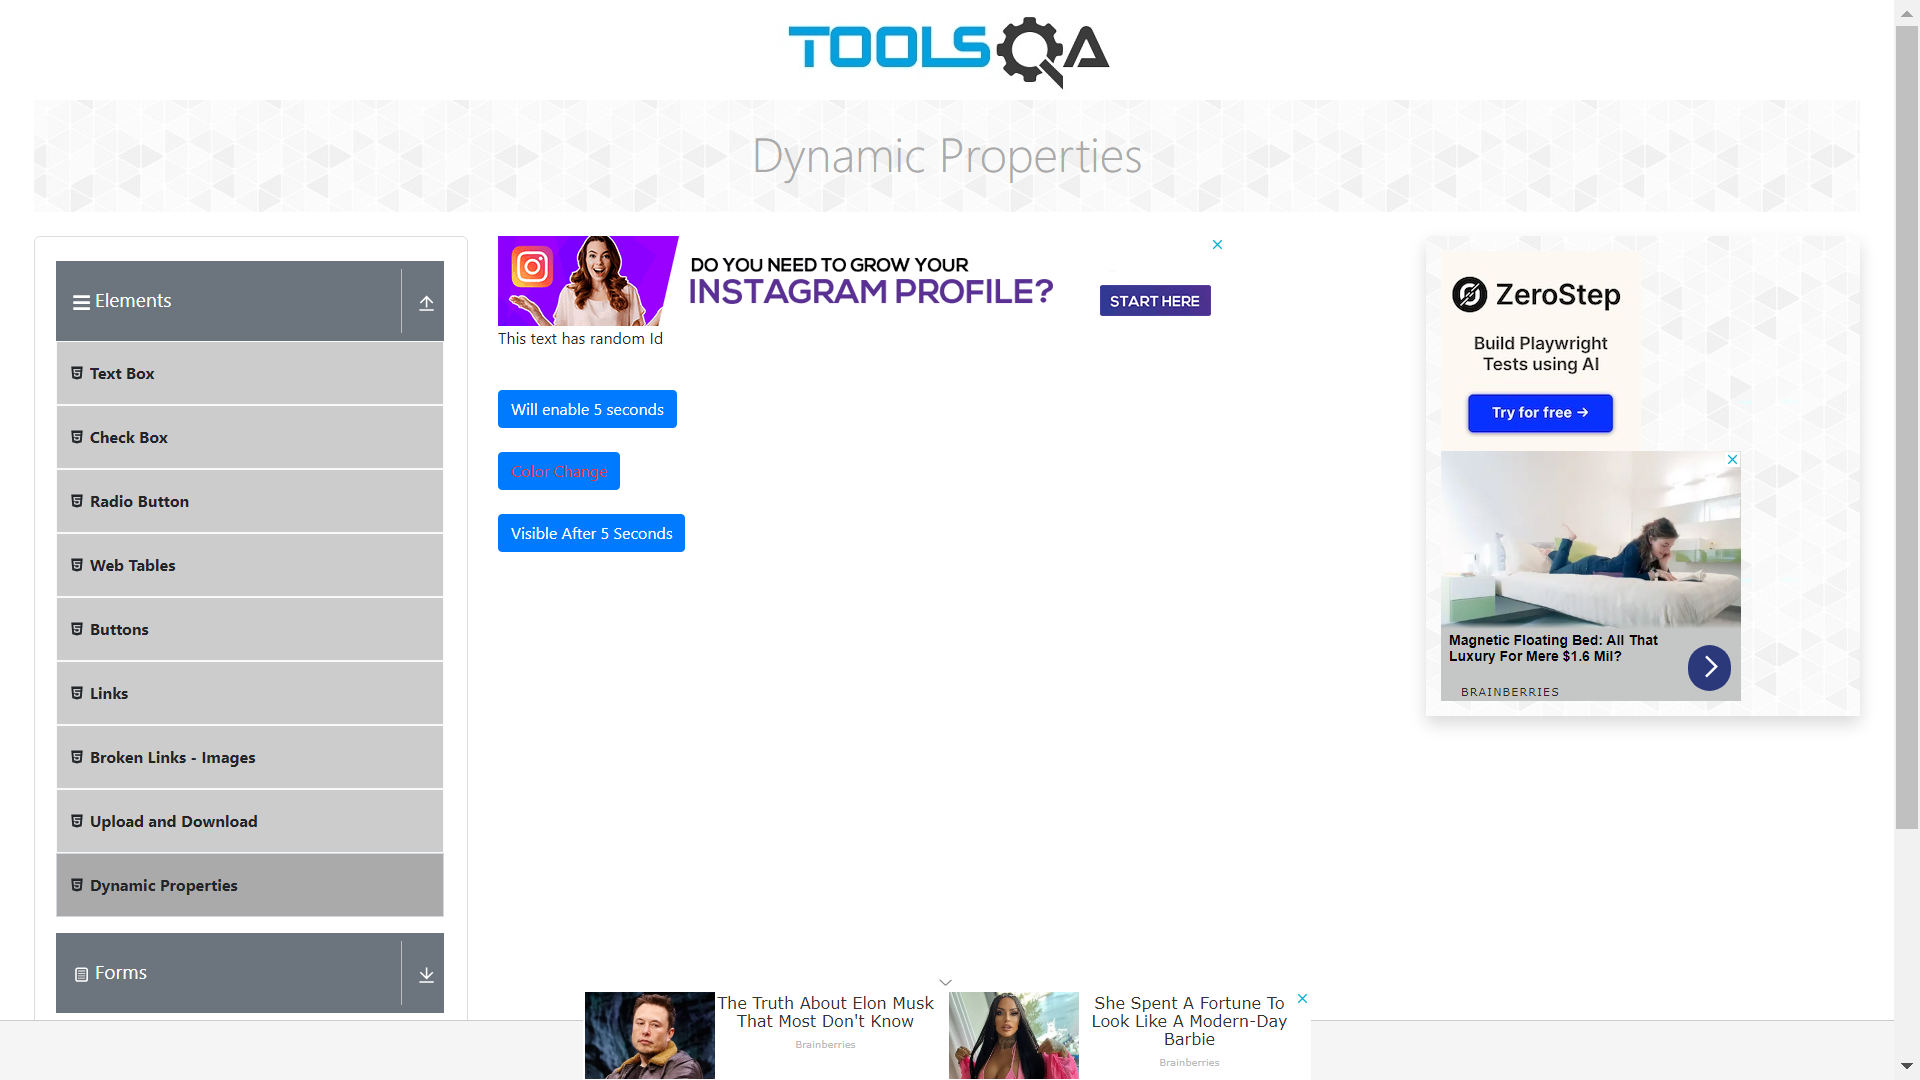 TOOLSQA
Dynamic Properties
Elements
Text Box
Check Box
Radio Button
Web Tables
Buttons
Links
Broken Links - Images
Upload and Download
Dynamic Properties
Forms
DO YOU NEED TO GROW YOUR
INSTAGRAM PROFILE?
START HERE
This text has random Id
Will enable 5 seconds
Color Change
Visible After 5 Seconds
ZeroStep
Build Playwright
Tests using AI
Try for free →
Magnetic Floating Bed: All That
Luxury For Mere $1.6 Mil?
BRAINBERRIES
The Truth About Elon Musk
That Most Don't Know
Brainberries
She Spent A Fortune To
Look Like A Modern-Day
Barbie
Brainberries